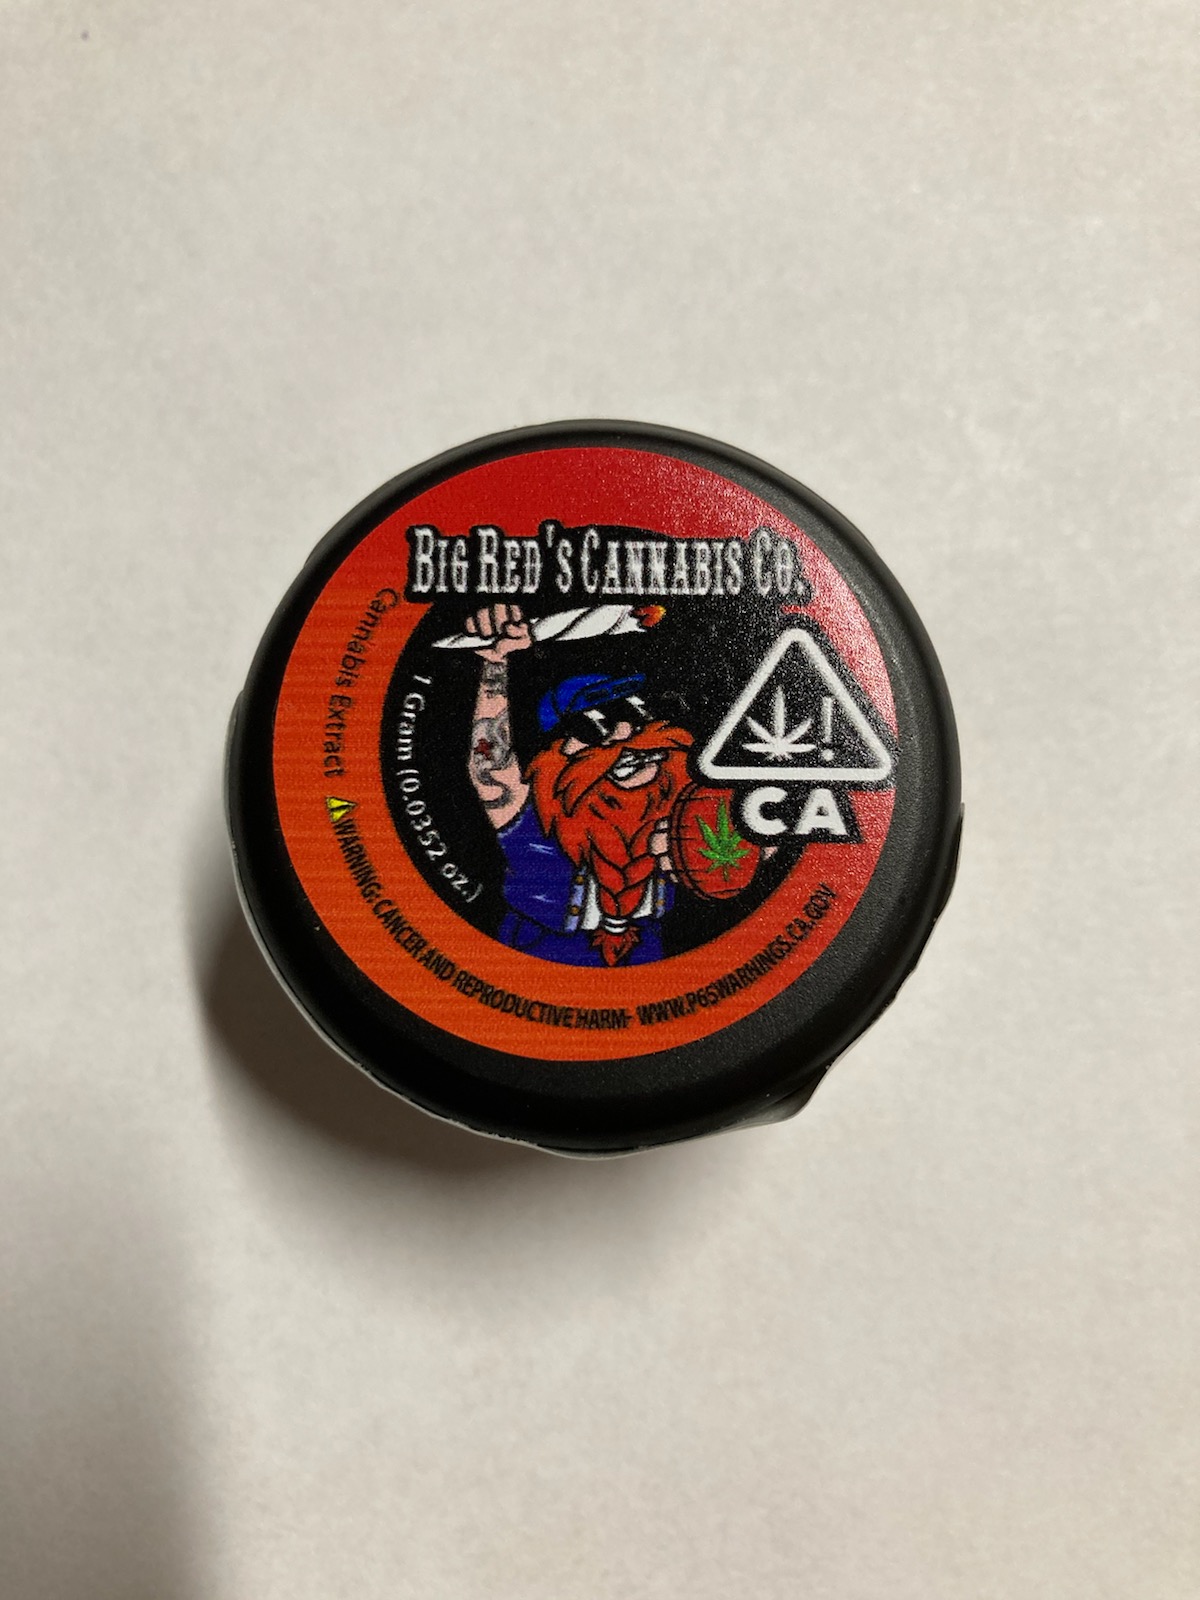 BIG RED'S CANNABIS CO.
Cannabis Extract
1 Gram (0.0352 oz.)
!
CA
WARNING: CANCER AND REPRODUCTIVE HARM- WWW.P65WARNINGS.CA.GOV